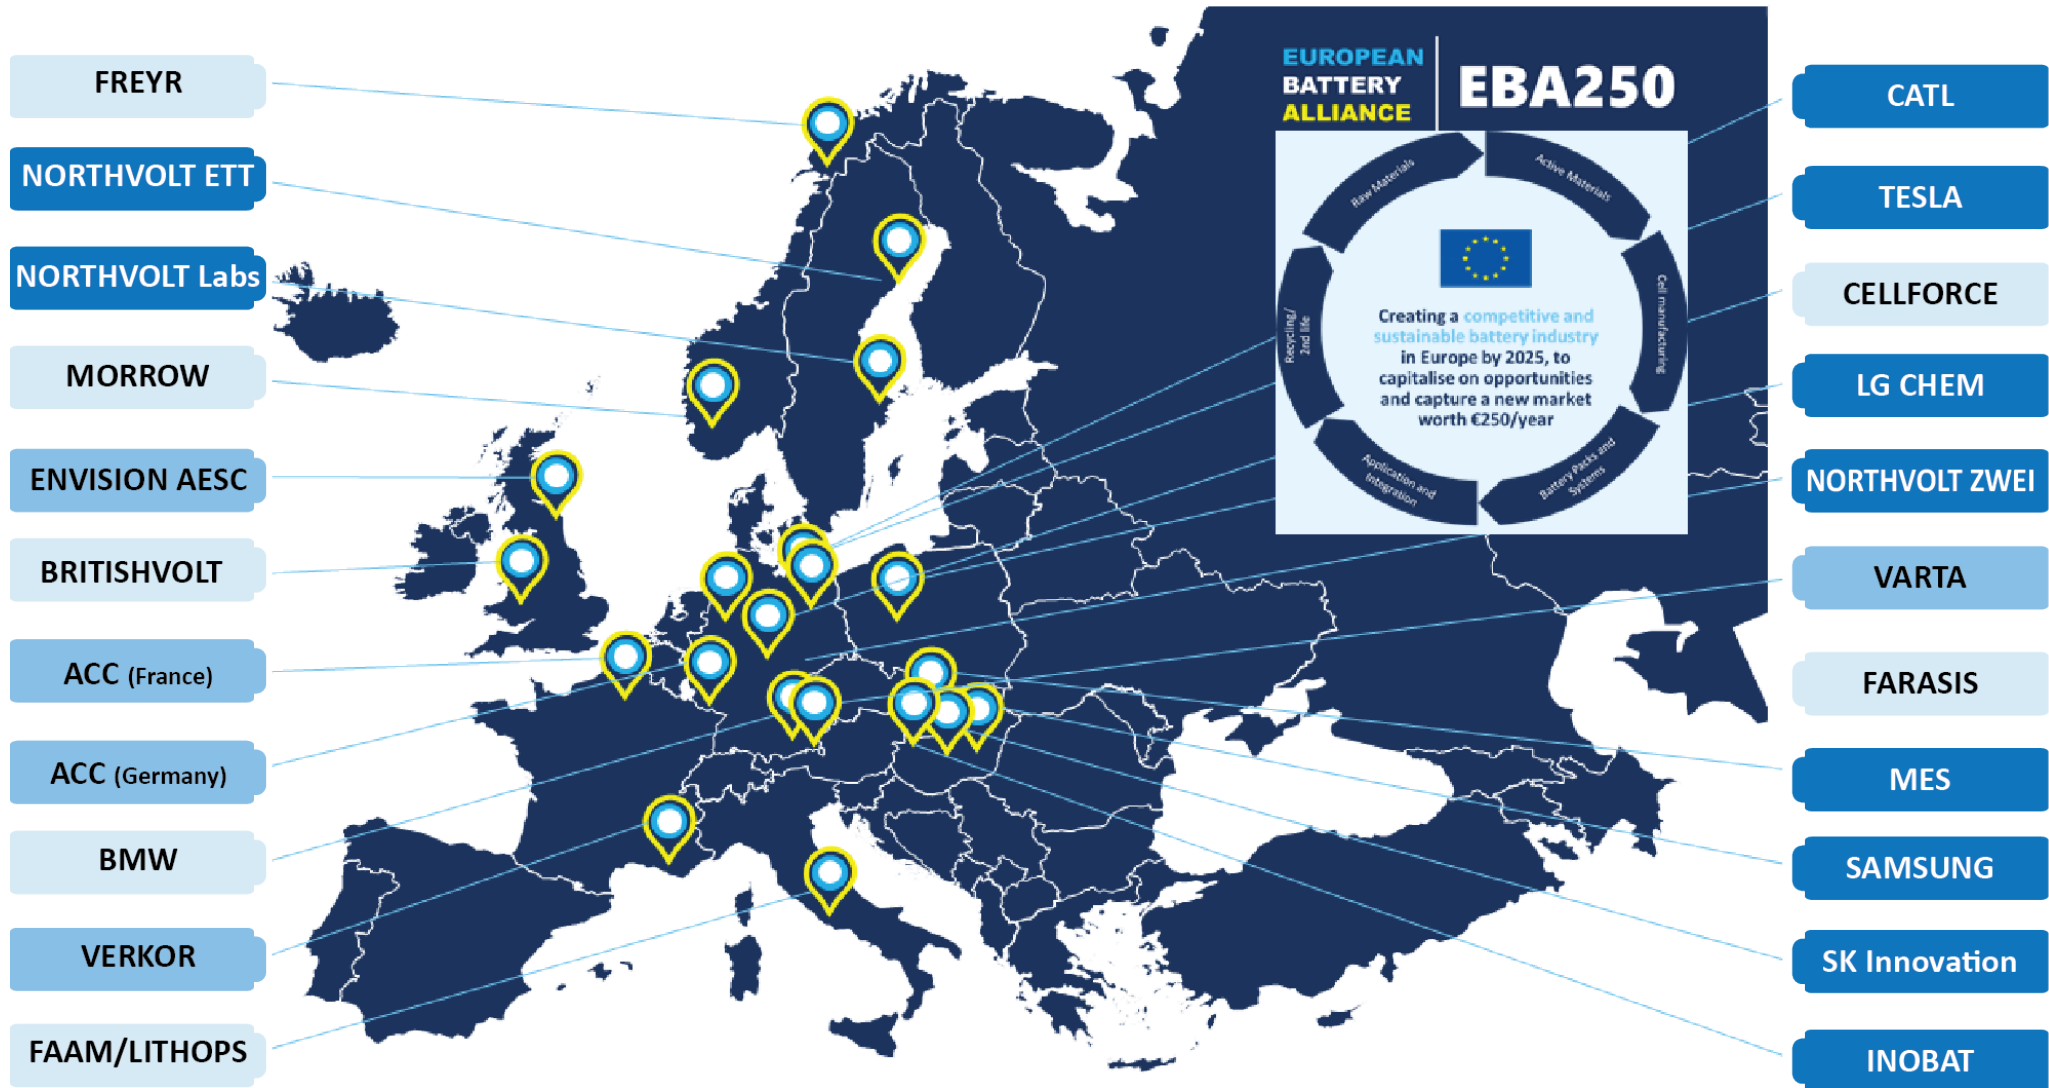 FREYR
NORTHVOLT ETT
NORTHVOLT Labs
MORROW
ENVISION AESC
BRITISHVOLT
ACC (France)
ACC (Germany)
BMW
VERKOR
FAAM/LITHOPS
EUROPEAN
BATTERY
ALLIANCE
EBA250
Raw Materials
Active Materials
Cell manufacturing
Battery Packs and
Systems
Application and
Integration
Recycling/
2nd life
Creating a competitive and
sustainable battery industry
in Europe by 2025, to
capitalise on opportunities
and capture a new market
worth €250/year
CATL
TESLA
CELLFORCE
LG CHEM
NORTHVOLT ZWEI
VARTA
FARASIS
MES
SAMSUNG
SK Innovation
INOBAT